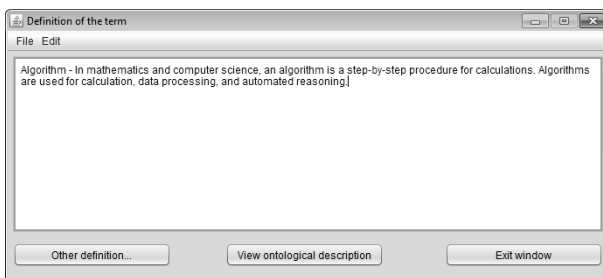 Definition of the term
File Edit
Algorithm - In mathematics and computer science, an algorithm is a step-by-step procedure for calculations. Algorithms
are used for calculation, data processing, and automated reasoning.
Other definition... View ontological description Exit window